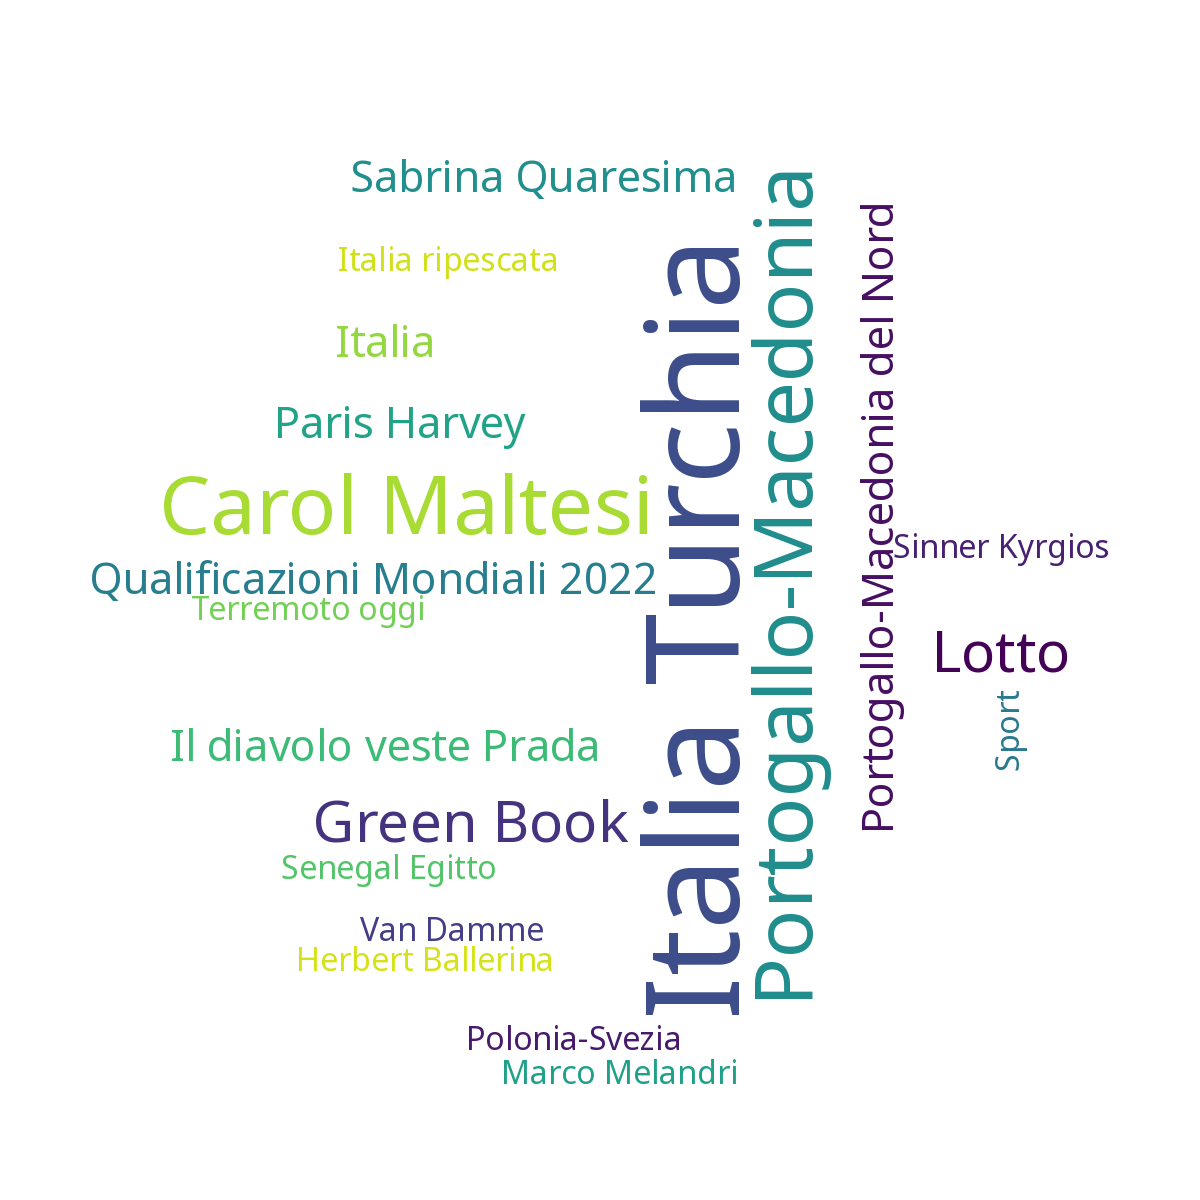 Sabrina Quaresima
Italia ripescata
Italia
Paris Harvey
Carol Maltesi
Qualificazioni Mondiali 2022
Terremoto oggi
Il diavolo veste Prada
Green Book
Senegal Egitto
Van Damme
Herbert Ballerina
Polonia-Svezia
Marco Melandri
Italia Turchia
Portogallo-Macedonia
Portogallo-Macedonia del Nord
Sinner Kyrgios
Lotto
Sport